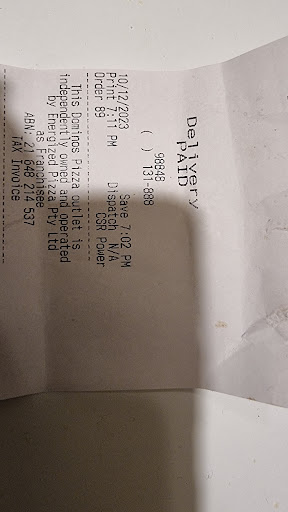 Delivery
PAID
98848
( ) 131-888
Save 7:02 PM
10/12/2023 Dispatch N/A
Print 7:11 PM CSR Power
Order 89
This Dominos Pizza outlet is
independently owned and operated
by Energized Pizza Pty Ltd
as Franchisee
TAX Invoice